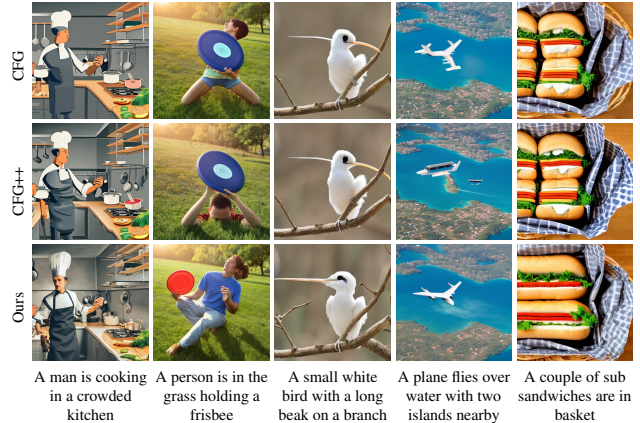 CFG
CFG++
Ours
A man is cooking
in a crowded
kitchen
A person is in the
grass holding a
frisbee
A small white
bird with a long
beak on a branch
A plane flies over
water with two
islands nearby
A couple of sub
sandwiches are in
basket